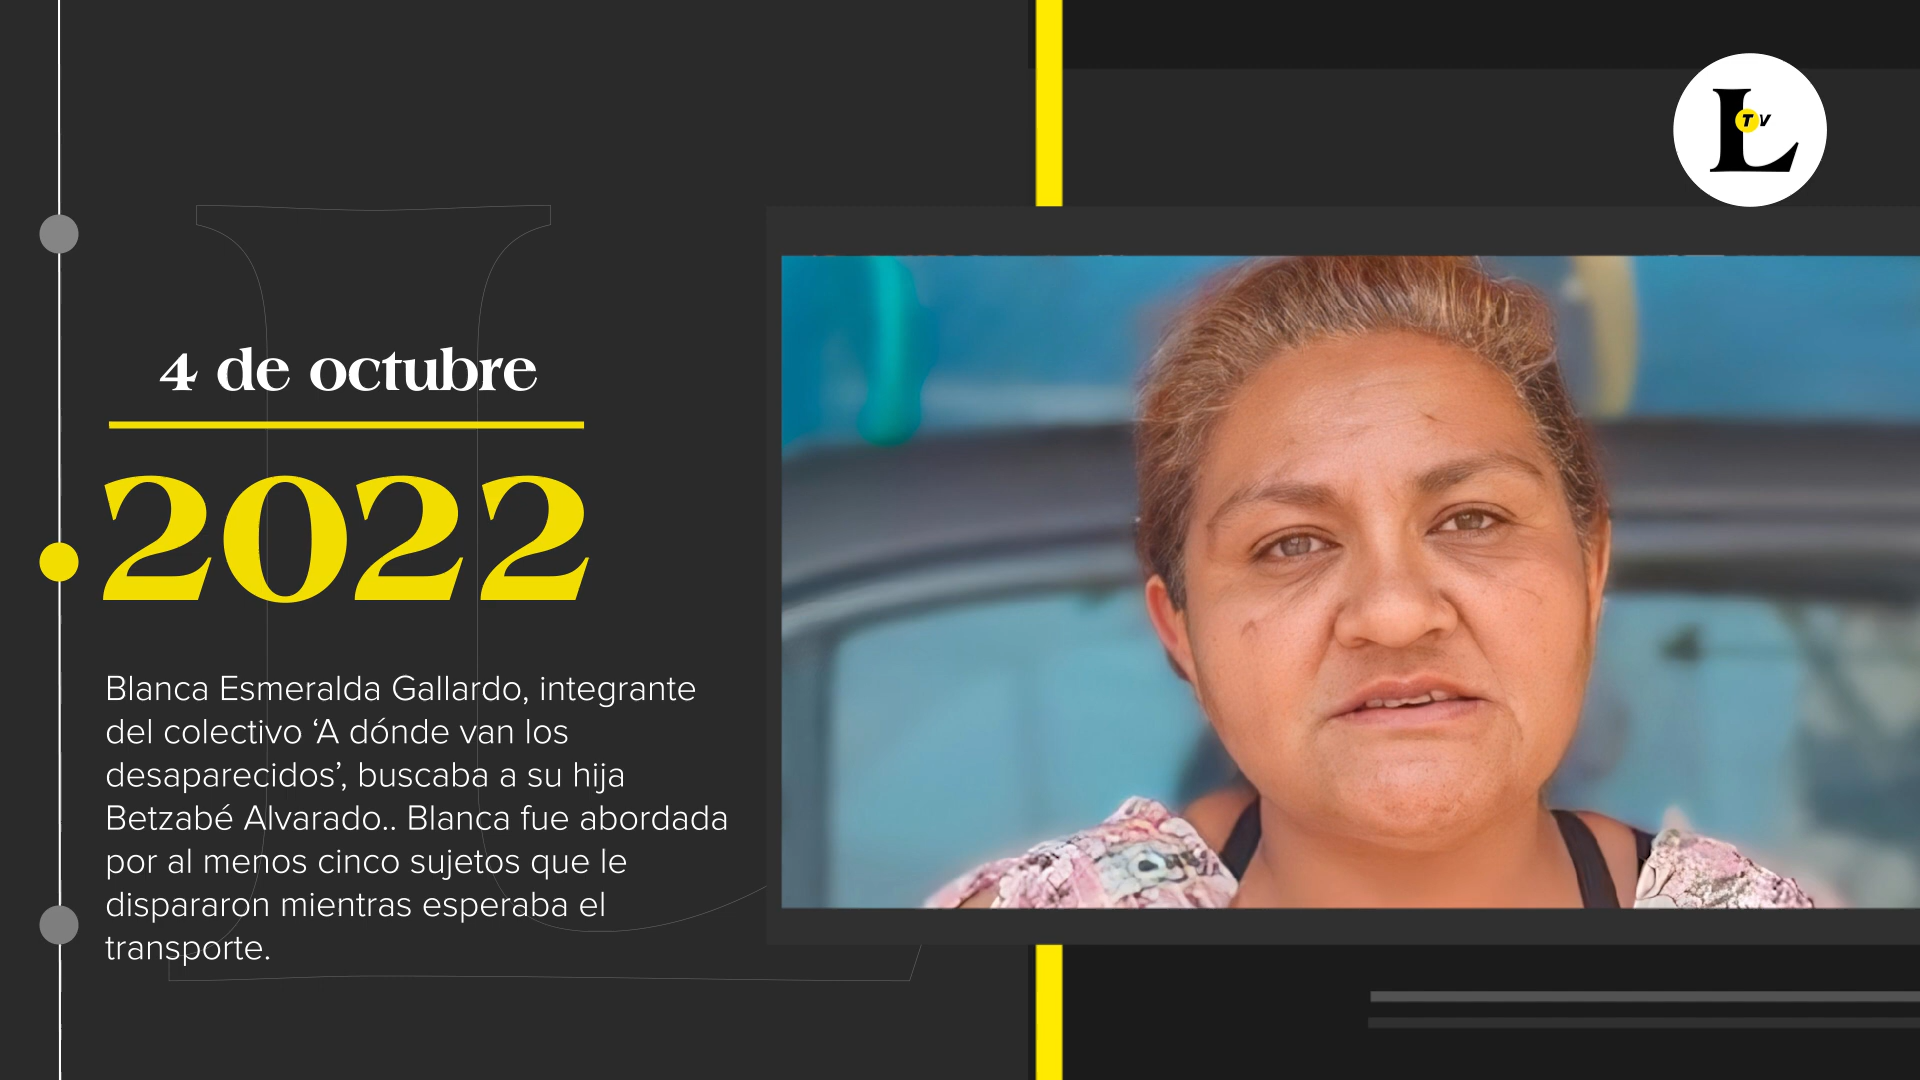 L TV
4 de octubre
2022
Blanca Esmeralda Gallardo, integrante
del colectivo ‘A dónde van los
desaparecidos’, buscaba a su hija
Betzabé Alvarado.. Blanca fue abordada
por al menos cinco sujetos que le
dispararon mientras esperaba el
transporte.